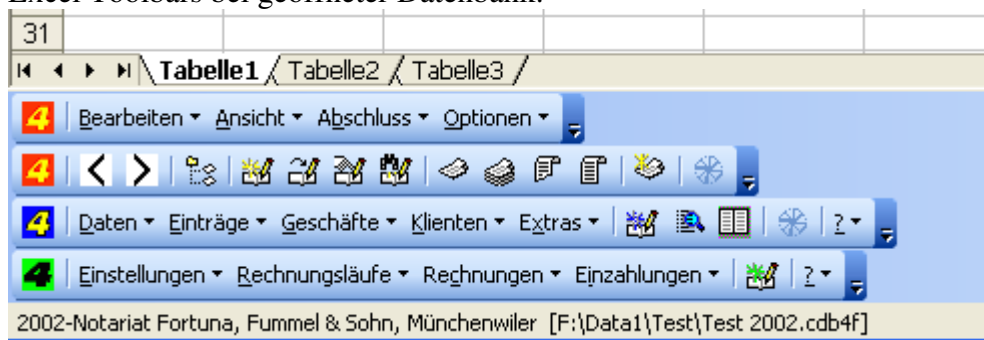 Excel Toolbars bei geöffneter Datenbank:
31
Tabelle1 / Tabelle2 / Tabelle3 /
4 Bearbeiten Ansicht Abschluss Optionen
4
4 Daten Einträge Geschäfte Klienten Extras ?
4 Einstellungen Rechnungsläufe Rechnungen Einzahlungen ?
2002-Notariat Fortuna, Fummel & Sohn, Münchenwiler [F:\Data1\Test\Test 2002.cdb4f]